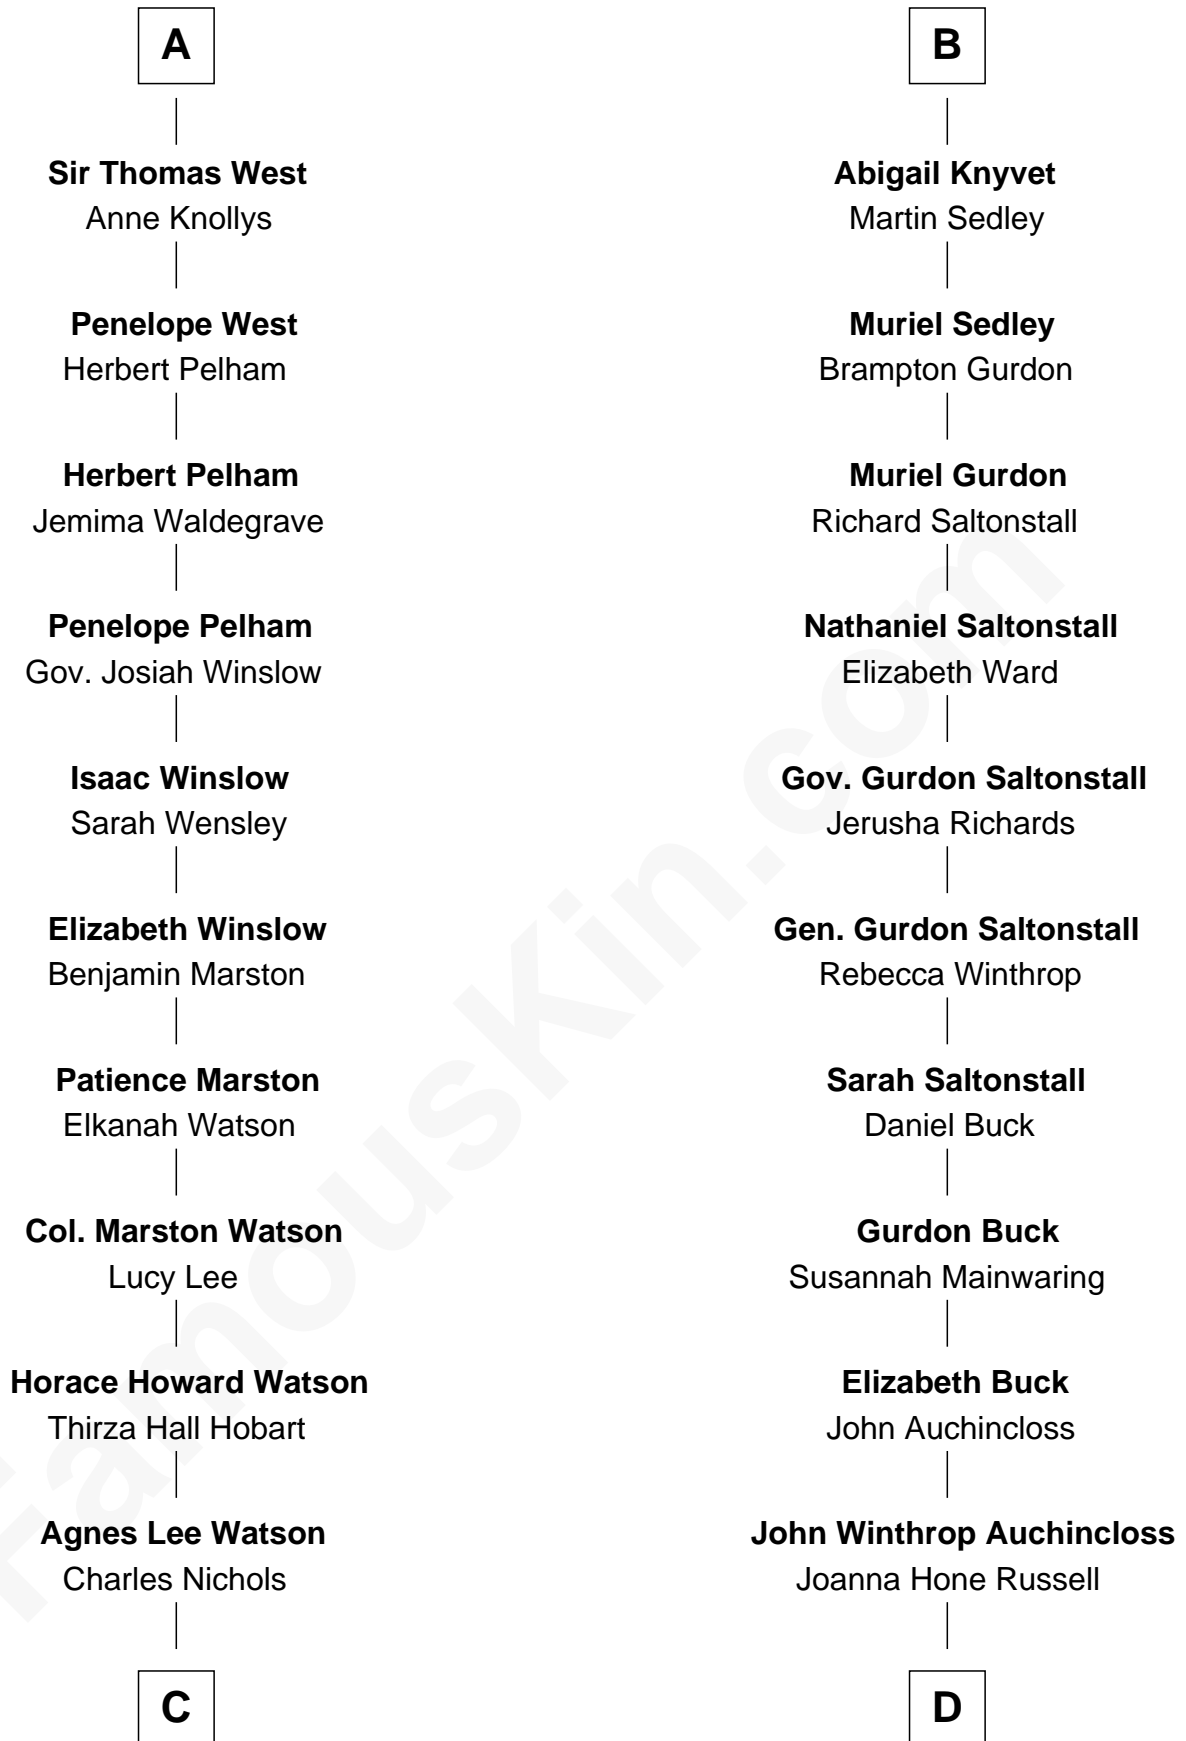 A
Sir Thomas West
Anne Knollys
Penelope West
Herbert Pelham
Herbert Pelham
Jemima Waldegrave
Penelope Pelham
Gov. Josiah Winslow
Isaac Winslow
Sarah Wensley
Elizabeth Winslow
Benjamin Marston
Patience Marston
Elkanah Watson
Col. Marston Watson
Lucy Lee
Horace Howard Watson
Thirza Hall Hobart
Agnes Lee Watson
Charles Nichols
C
B
Abigail Knyvet
Martin Sedley
Muriel Sedley
Brampton Gurdon
Muriel Gurdon
Richard Saltonstall
Nathaniel Saltonstall
Elizabeth Ward
Gov. Gurdon Saltonstall
Jerusha Richards
Gen. Gurdon Saltonstall
Rebecca Winthrop
Sarah Saltonstall
Daniel Buck
Gurdon Buck
Susannah Mainwaring
Elizabeth Buck
John Auchincloss
John Winthrop Auchincloss
Joanna Hone Russell
D
FamousKin.com